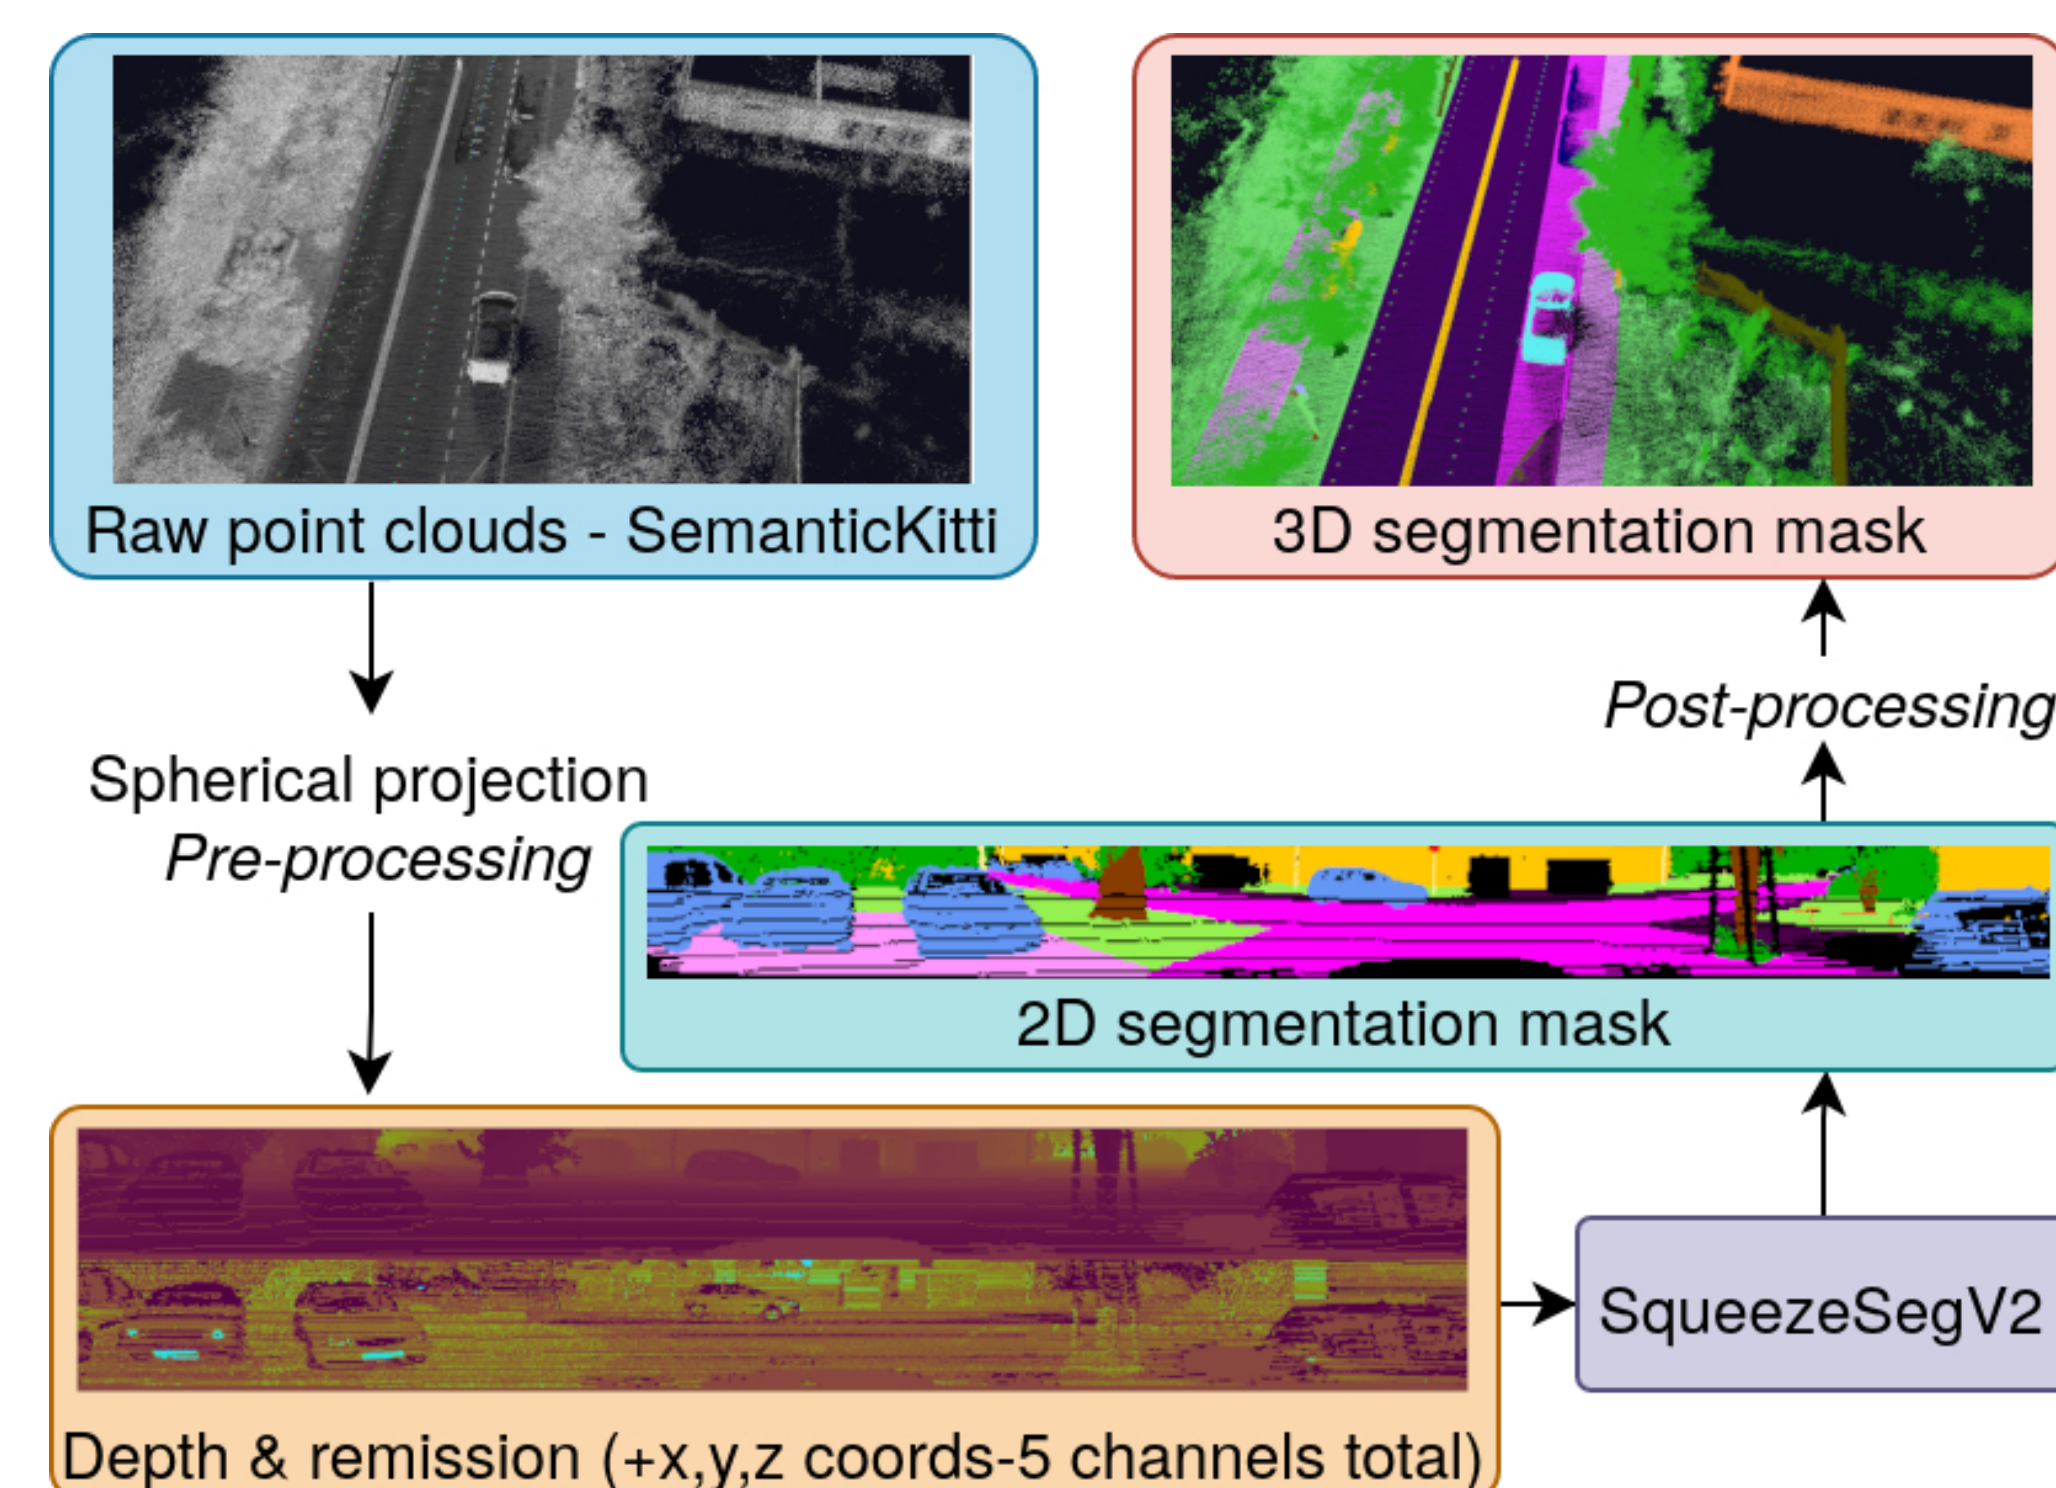 Raw point clouds - SemanticKitti
3D segmentation mask
Spherical projection
Pre-processing
Post-processing
2D segmentation mask
Depth & remission (+x,y,z coords-5 channels total)
SqueezeSegV2